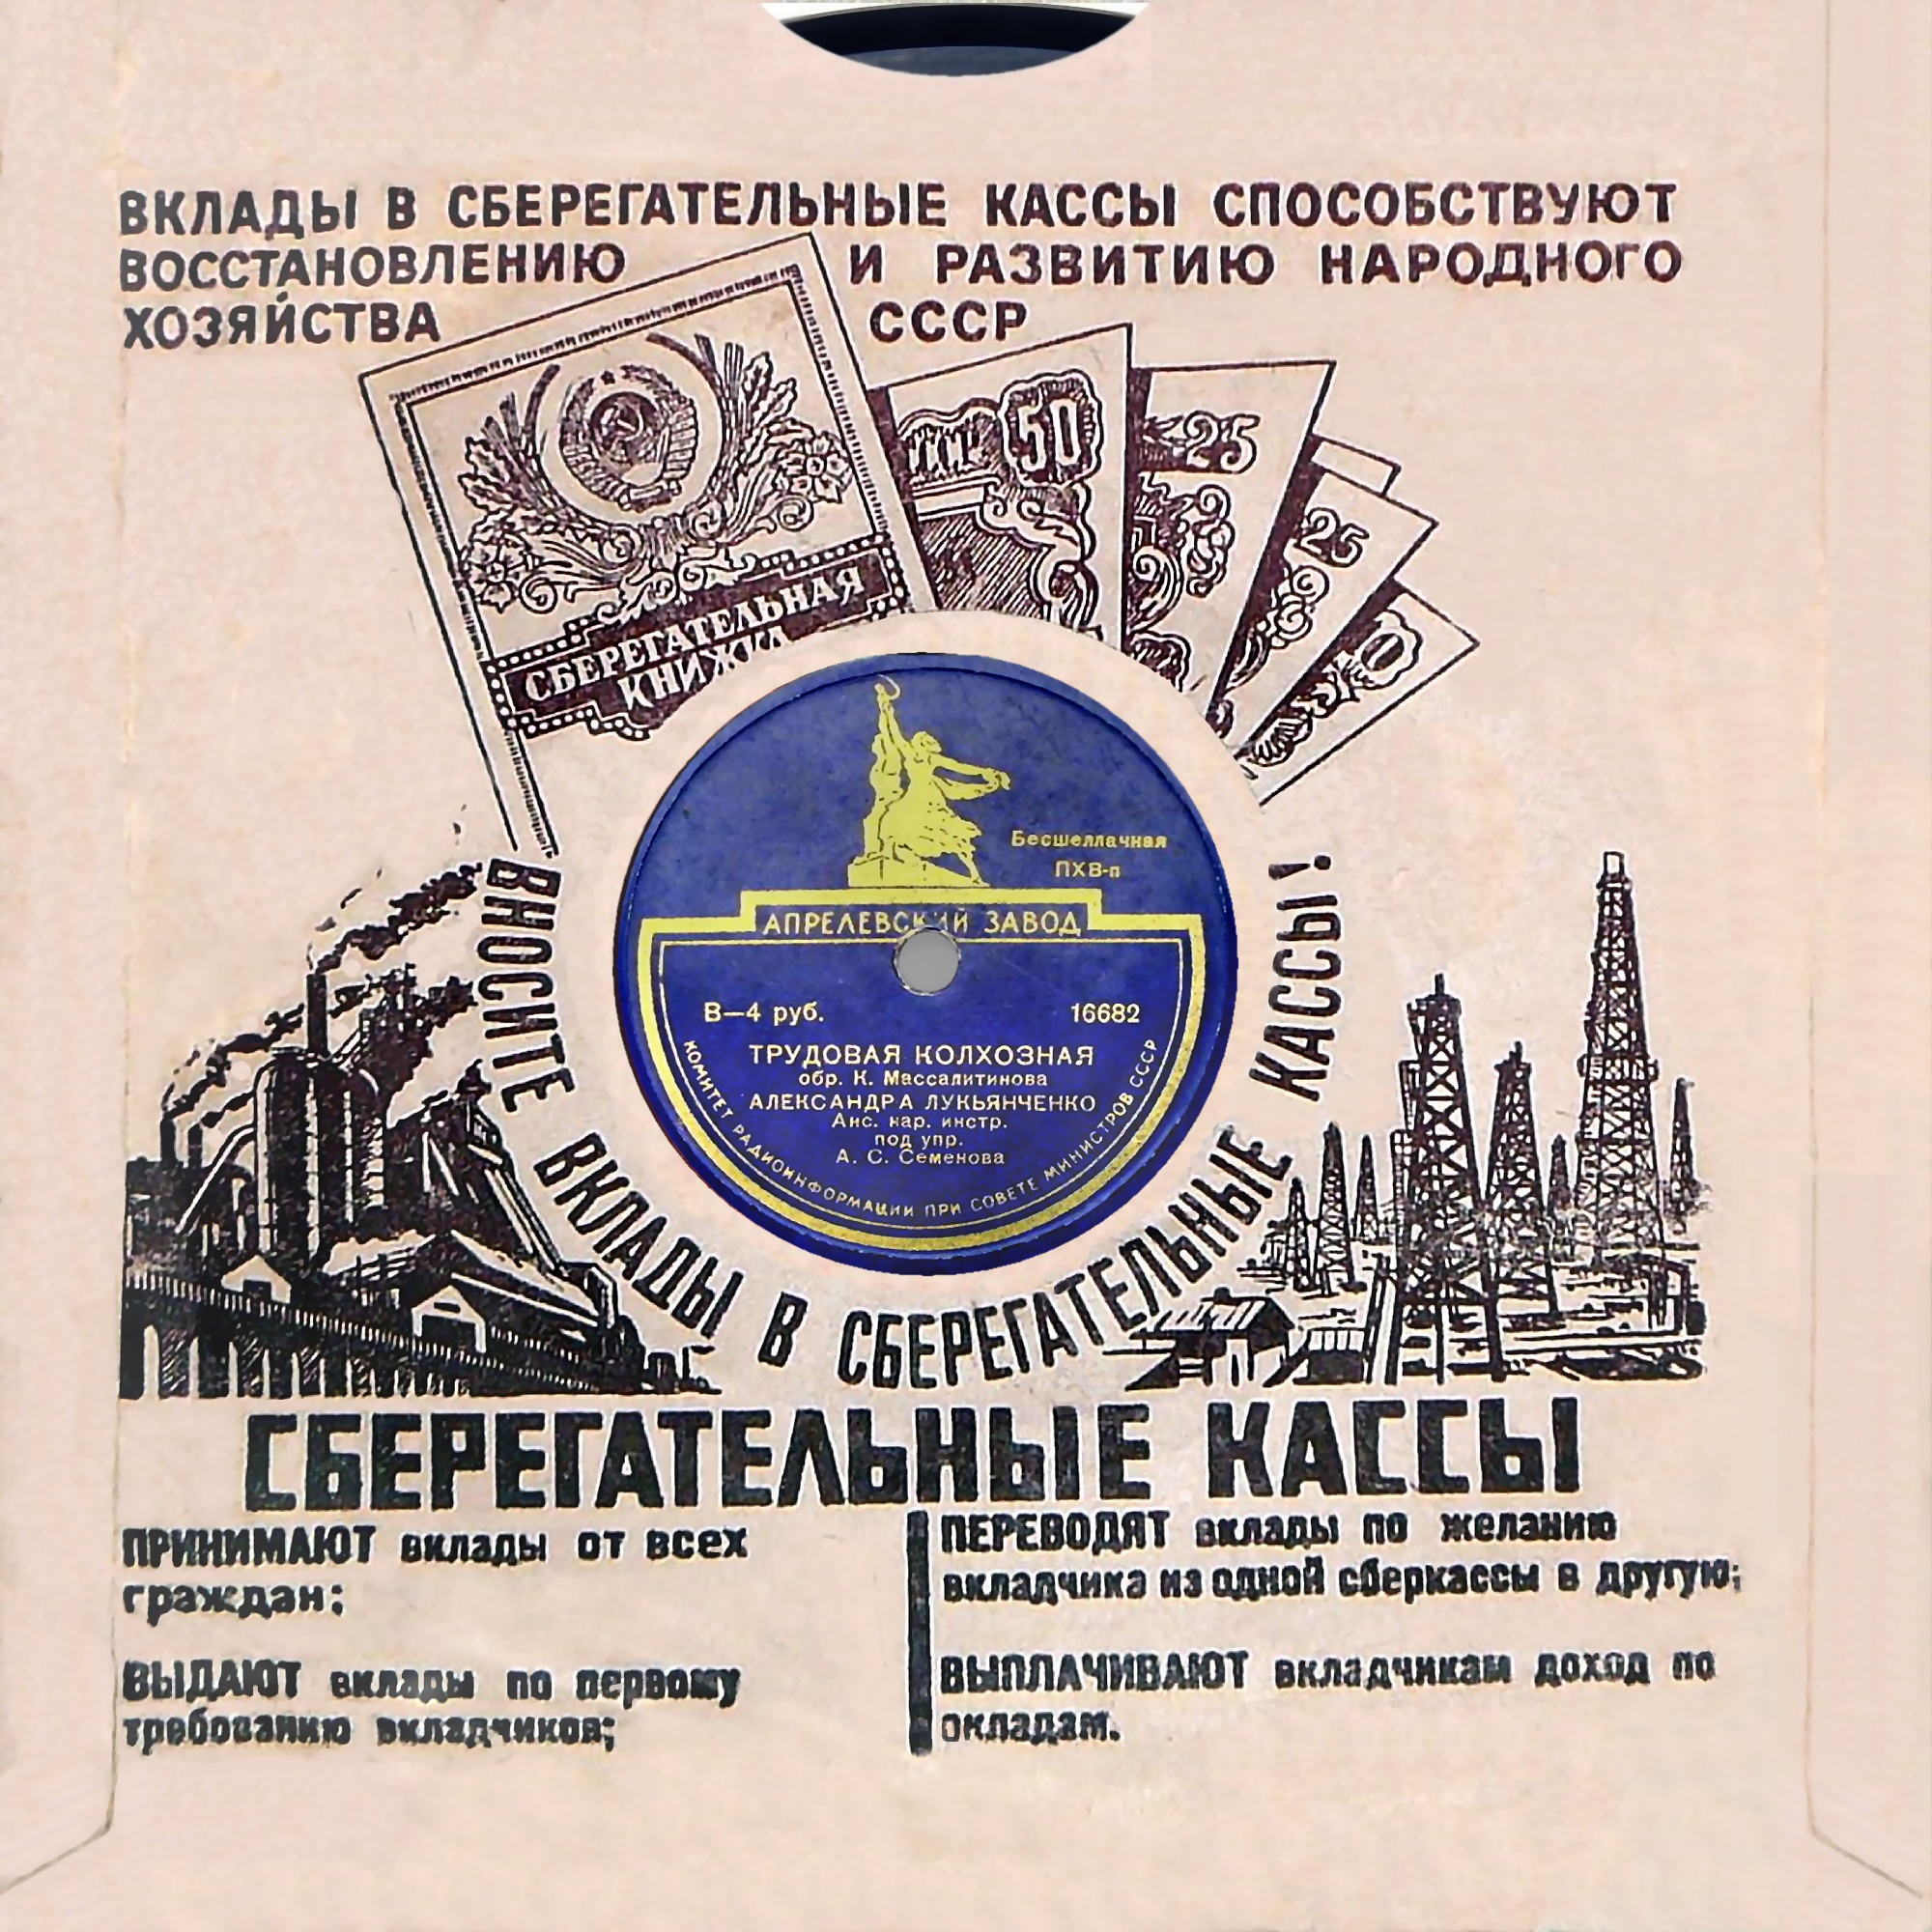 ВКЛАДЫ В СБЕРЕГАТЕЛЬНЫЕ КАССЫ СПОСОБСТВУЮТ
ВОССТАНОВЛЕНИЮ И РАЗВИТИЮ НАРОДНОГО
ХОЗЯЙСТВА СССР
50
25
25
СБЕРЕГАТЕЛЬНАЯ
КНИЖКА
Бесшеллачная
ПХВ-п
АПРЕЛЕВСКИЙ ЗАВОД
В—4 руб. 16682
ТРУДОВАЯ КОЛХОЗНАЯ
обр. К. Массалитинова
АЛЕКСАНДРА ЛУКЬЯНЧЕНКО
Анс. нар. инстр.
под упр.
А. С. Семенова
КОМИТЕТ РАДИОИНФОРМАЦИИ ПРИ СОВЕТЕ МИНИСТРОВ СССР
ВНОСИТЕ ВКЛАДЫ В СБЕРЕГАТЕЛЬНЫЕ КАССЫ!
СБЕРЕГАТЕЛЬНЫЕ КАССЫ
ПРИНИМАЮТ вклады от всех
граждан;
ВЫДАЮТ вклады по первому
требованию вкладчиков;
ПЕРЕВОДЯТ вклады по желанию
вкладчика из одной сберкассы в другую;
ВЫПЛАЧИВАЮТ вкладчикам доход по
вкладам.